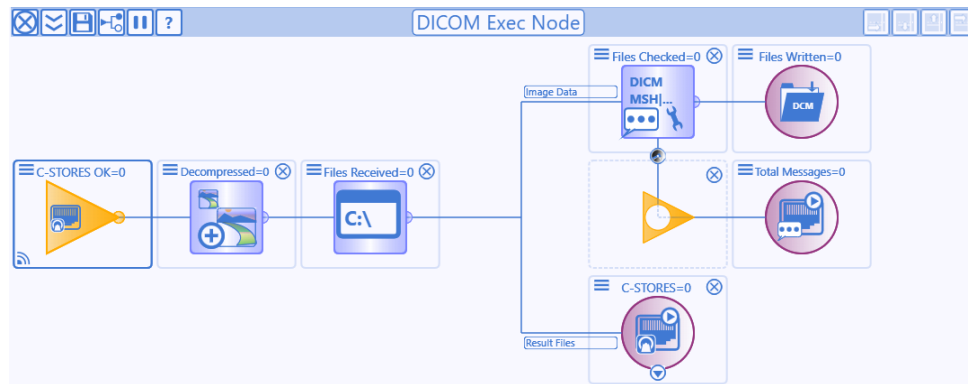 ?
DICOM Exec Node
Files Checked=0
Files Written=0
Image Data
DICM
MSH|...
DCM
C-STORES OK=0
Decompressed=0
Files Received=0
C:\
Total Messages=0
C-STORES=0
Result Files